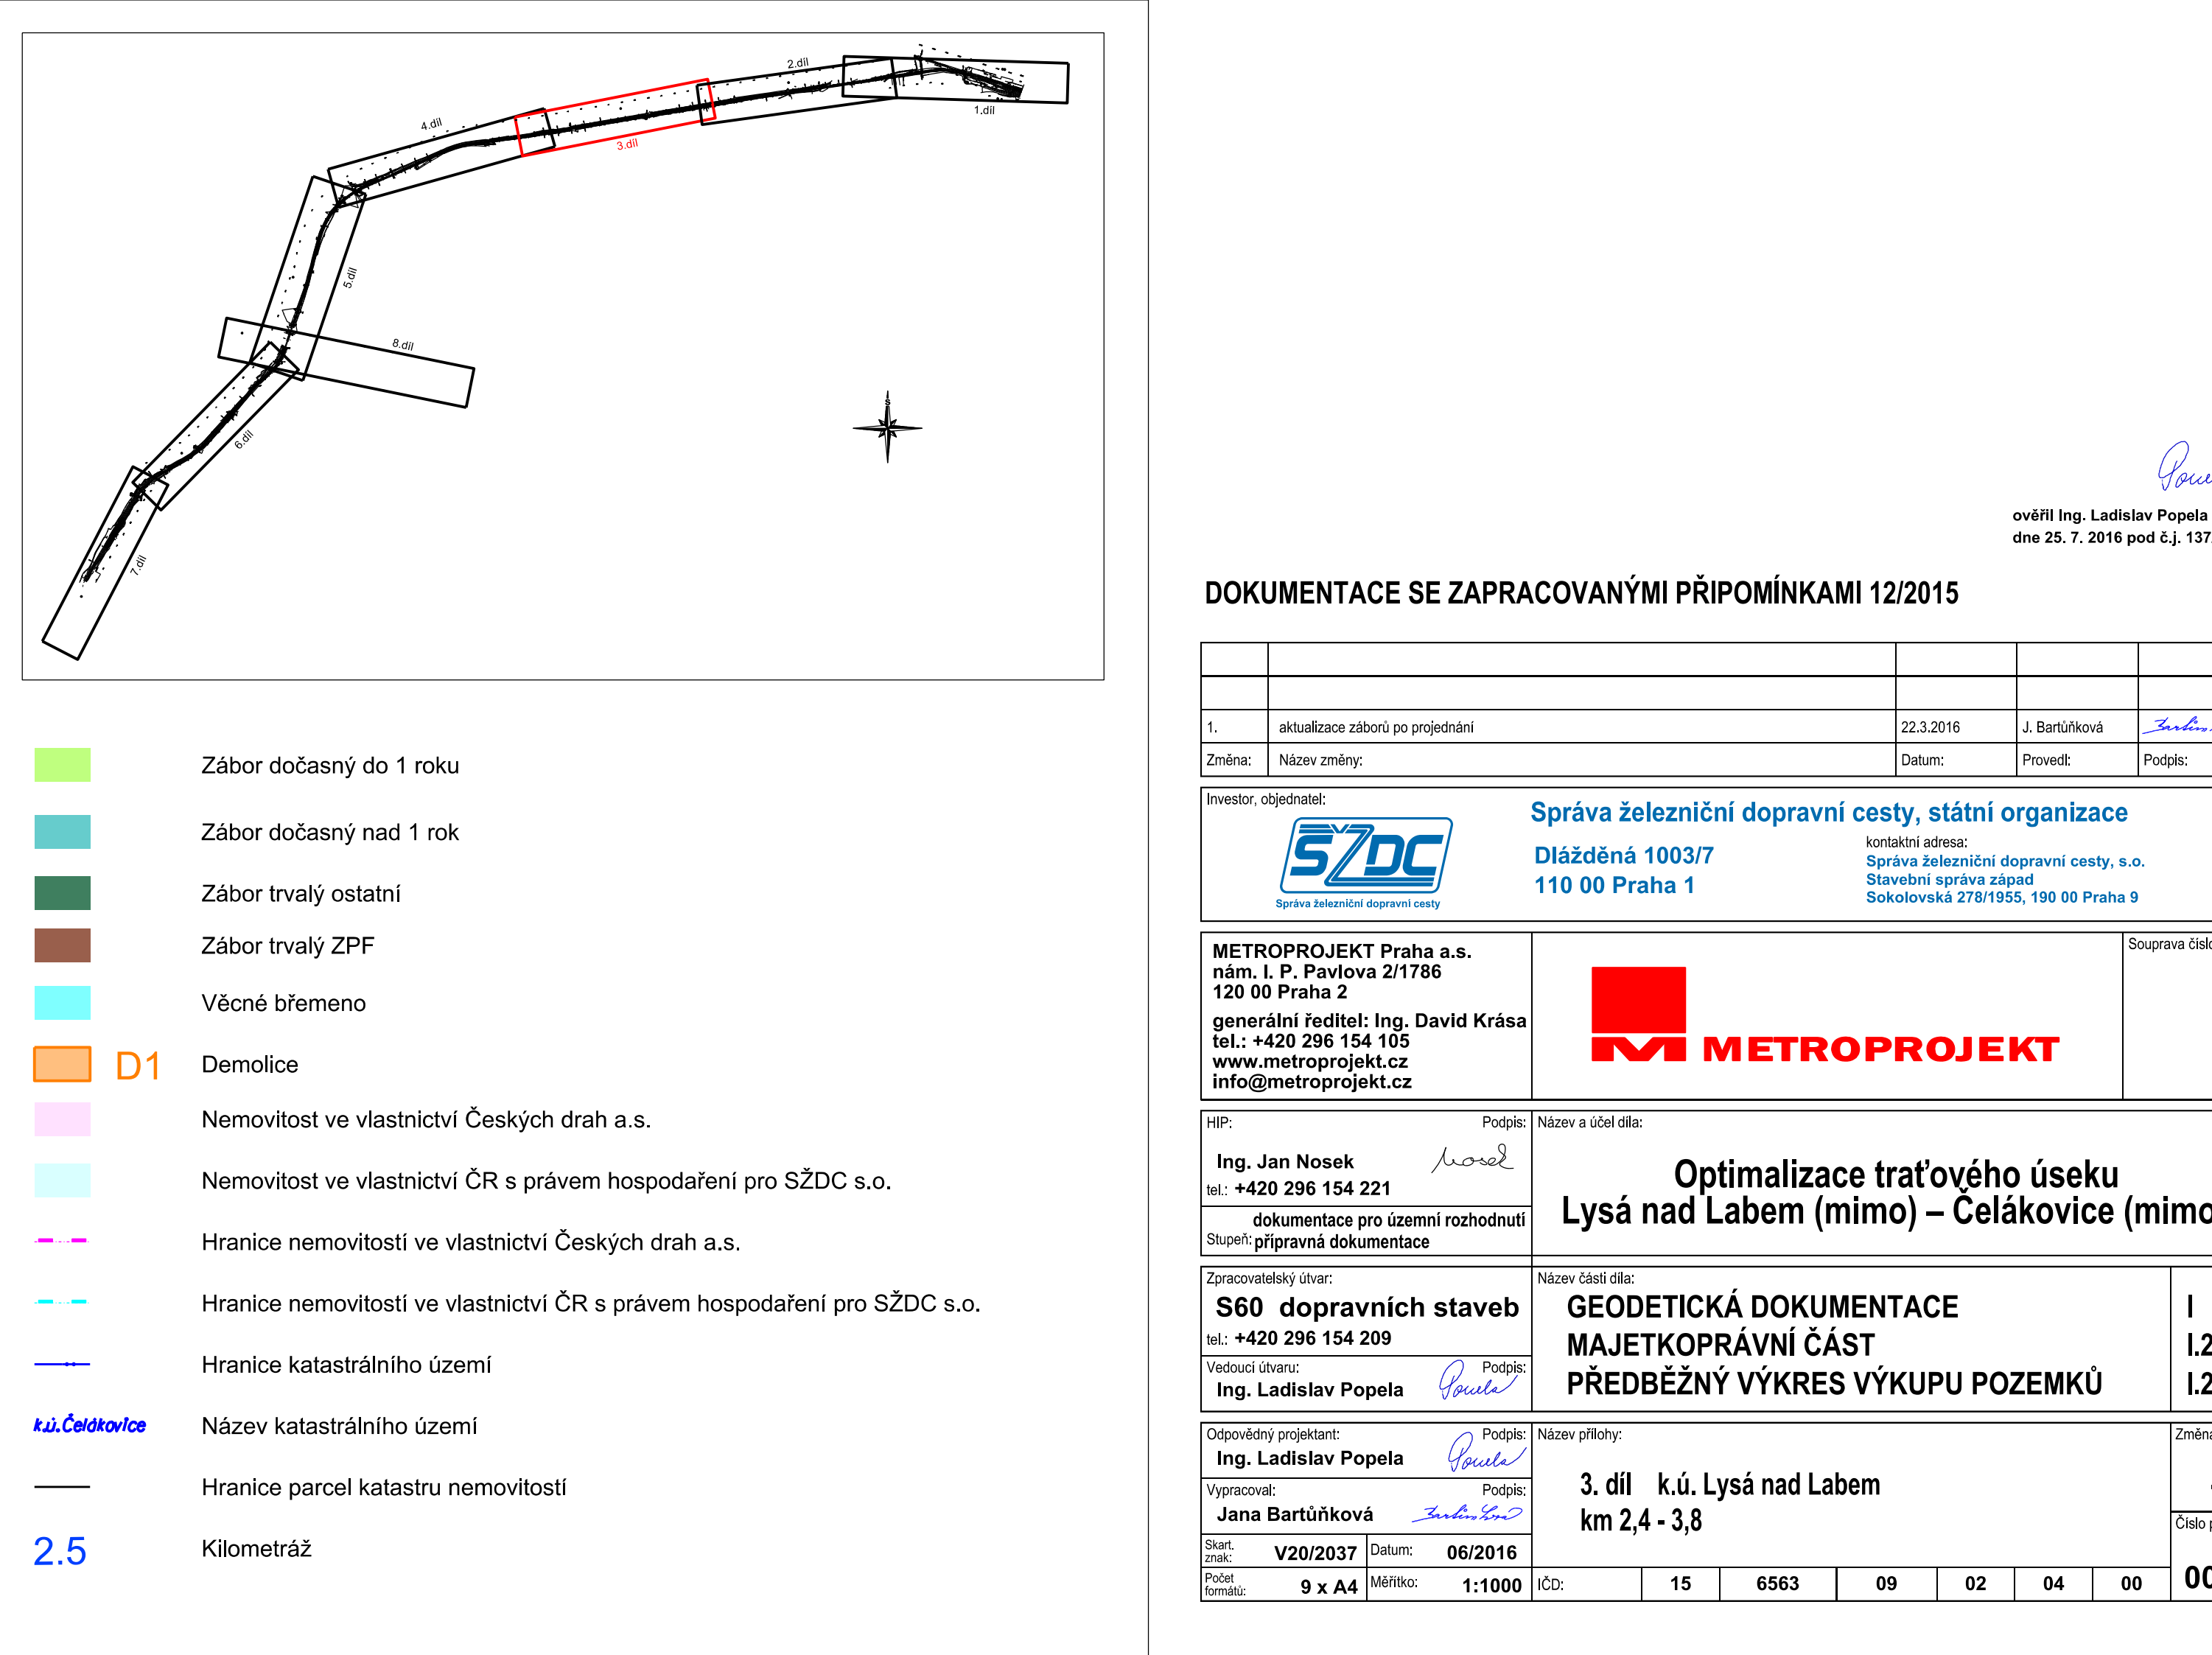 2.díl
1.díl
4.díl
3.díl
5.díl
8.díl
6.díl
7.díl
S
Zábor dočasný do 1 roku
Zábor dočasný nad 1 rok
Zábor trvalý ostatní
Zábor trvalý ZPF
Věcné břemeno
D1 Demolice
Nemovitost ve vlastnictví Českých drah a.s.
Nemovitost ve vlastnictví ČR s právem hospodaření pro SŽDC s.o.
Hranice nemovitostí ve vlastnictví Českých drah a.s.
Hranice nemovitostí ve vlastnictví ČR s právem hospodaření pro SŽDC s.o.
Hranice katastrálního území
k.ú.Čelákovice Název katastrálního území
Hranice parcel katastru nemovitostí
2.5 Kilometráž
ověřil Ing. Ladislav Popela
dne 25. 7. 2016 pod č.j. 137
DOKUMENTACE SE ZAPRACOVANÝMI PŘIPOMÍNKAMI 12/2015
1. aktualizace záborů po projednání 22.3.2016 J. Bartůňková
Změna: Název změny: Datum: Provedl: Podpis:
Investor, objednatel:
SŽDC
Správa železniční dopravní cesty
Správa železniční dopravní cesty, státní organizace
Dlážděná 1003/7
110 00 Praha 1
kontaktní adresa:
Správa železniční dopravní cesty, s.o.
Stavební správa západ
Sokolovská 278/1955, 190 00 Praha 9
METROPROJEKT Praha a.s.
nám. I. P. Pavlova 2/1786
120 00 Praha 2
generální ředitel: Ing. David Krása
tel.: +420 296 154 105
www.metroprojekt.cz
info@metroprojekt.cz
METROPROJEKT
Souprava číslo
HIP: Podpis:
Ing. Jan Nosek Nosek
tel.: +420 296 154 221
dokumentace pro územní rozhodnutí
Stupeň: přípravná dokumentace
Název a účel díla:
Optimalizace traťového úseku
Lysá nad Labem (mimo) – Čelákovice (mimo
Zpracovatelský útvar:
S60 dopravních staveb
tel.: +420 296 154 209
Vedoucí útvaru: Podpis:
Ing. Ladislav Popela Popela
Název části díla:
GEODETICKÁ DOKUMENTACE I
MAJETKOPRÁVNÍ ČÁST I.2
PŘEDBĚŽNÝ VÝKRES VÝKUPU POZEMKŮ I.2
Odpovědný projektant: Podpis:
Ing. Ladislav Popela Popela
Vypracoval: Podpis:
Jana Bartůňková Bartůňková
Skart. znak: V20/2037 Datum: 06/2016
Počet formátů: 9 x A4 Měřítko: 1:1000
Název přílohy:
3. díl k.ú. Lysá nad Labem
km 2,4 - 3,8
IČD: 15 6563 09 02 04 00
Změna
Číslo p
00